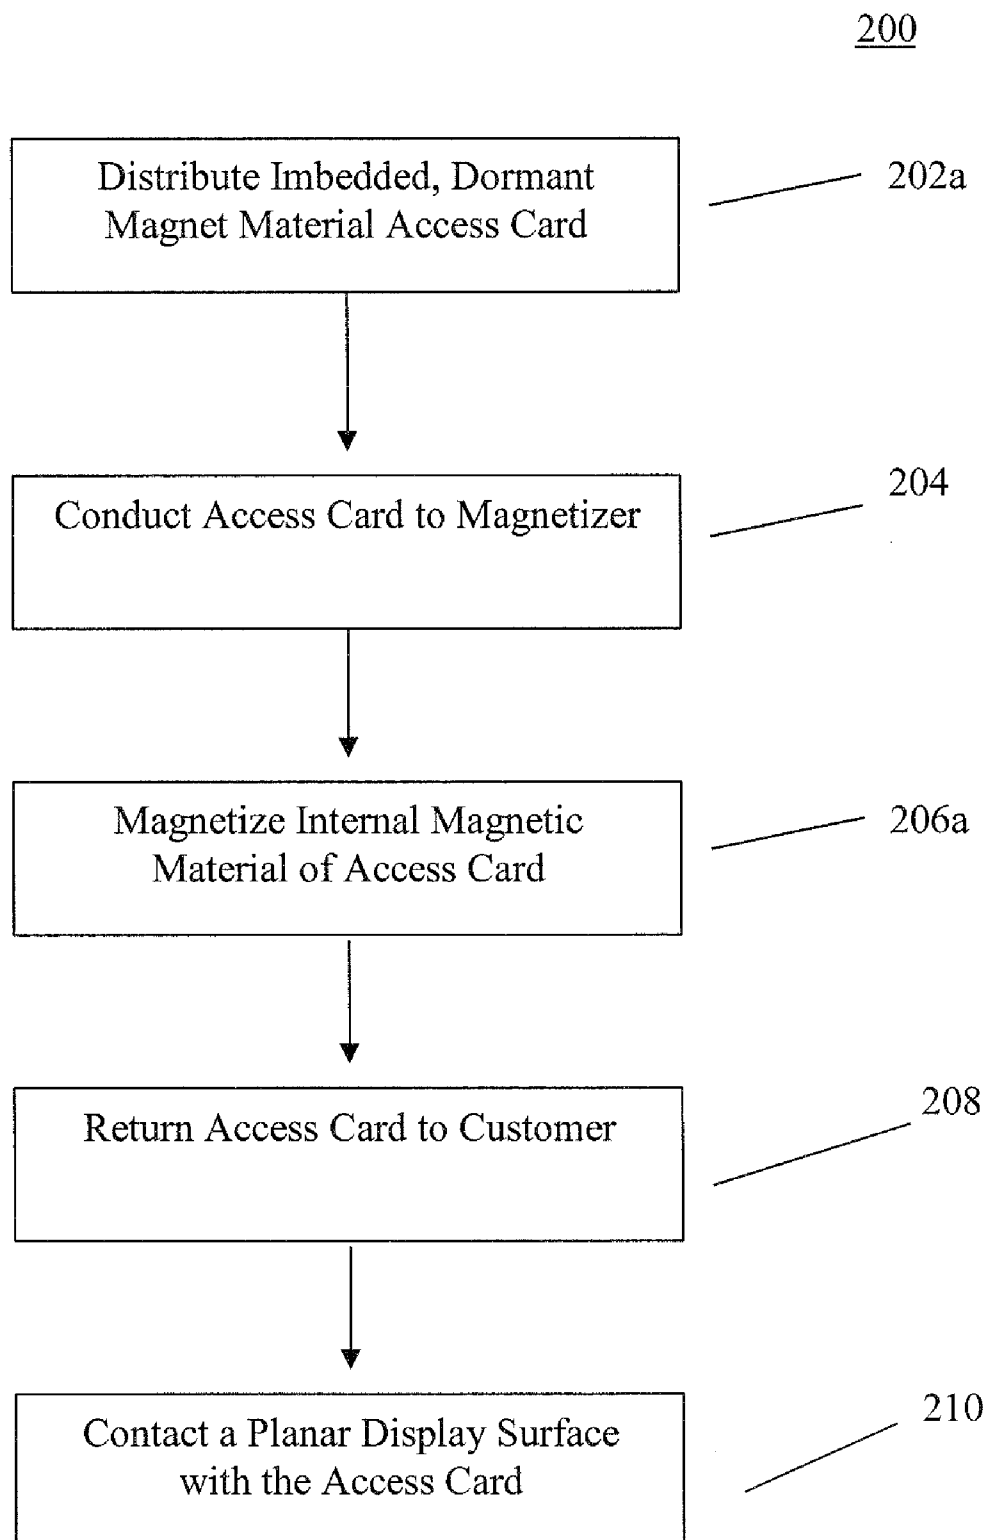 200
Distribute Imbedded, Dormant
Magnet Material Access Card
202a
Conduct Access Card to Magnetizer
204
Magnetize Internal Magnetic
Material of Access Card
206a
Return Access Card to Customer
208
Contact a Planar Display Surface
with the Access Card
210